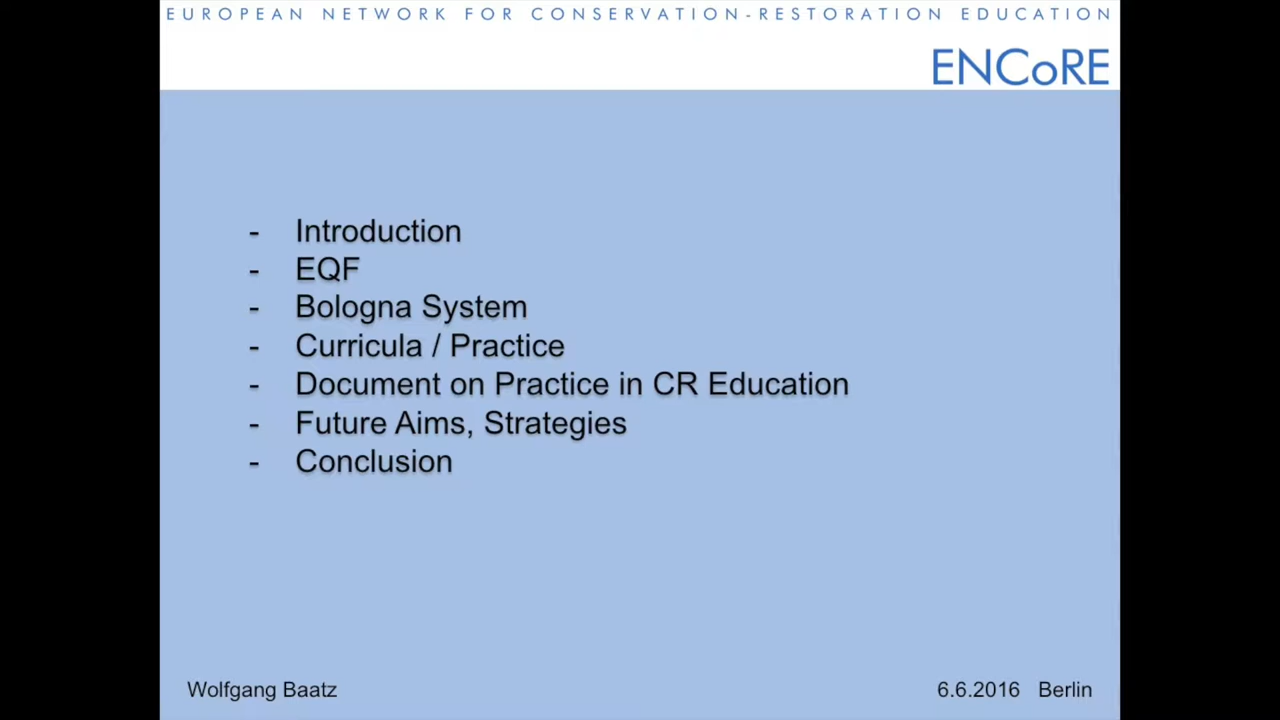 EUROPEAN NETWORK FOR CONSERVATION-RESTORATION EDUCATION
ENCoRE
- Introduction
- EQF
- Bologna System
- Curricula / Practice
- Document on Practice in CR Education
- Future Aims, Strategies
- Conclusion
Wolfgang Baatz 6.6.2016 Berlin